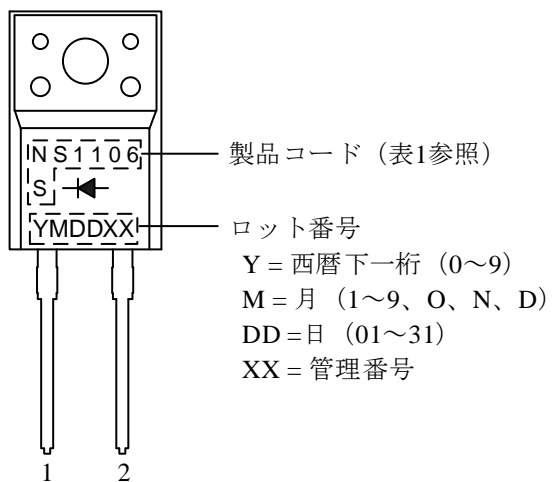 NS1106
製品コード（表1参照）
S
YMDDXX
ロット番号
Y = 西暦下一桁（0～9）
M = 月（1～9、O、N、D）
DD =日（01～31）
XX = 管理番号
1 2